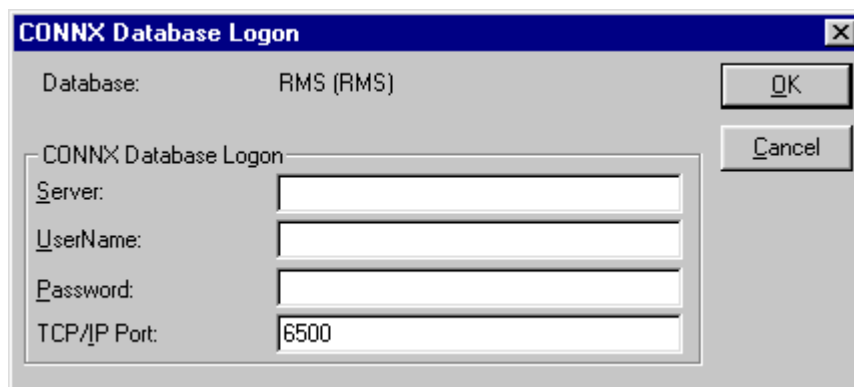 CONNX Database Logon
Database: RMS (RMS)
OK
CONNX Database Logon
Cancel
Server:
UserName:
Password:
TCP/IP Port: 6500